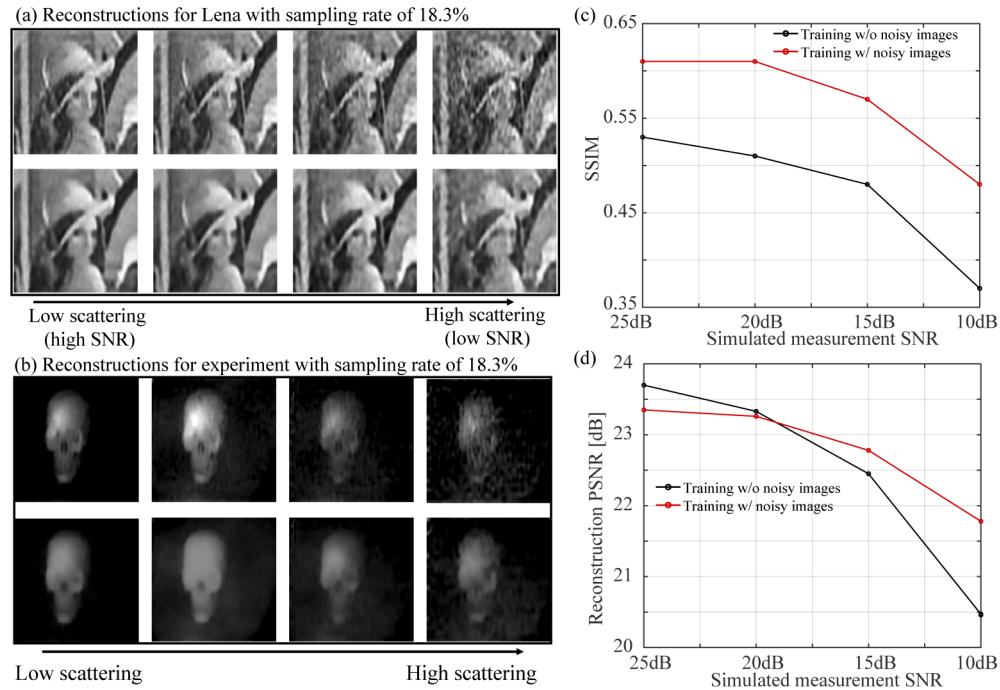 (a) Reconstructions for Lena with sampling rate of 18.3%
Low scattering
(high SNR)
High scattering
(low SNR)
(b) Reconstructions for experiment with sampling rate of 18.3%
Low scattering
High scattering
(c)
0.65
0.55
0.45
0.35
SSIM
Training w/o noisy images
Training w/ noisy images
25dB
20dB
15dB
10dB
Simulated measurement SNR
(d)
24
23
22
21
20
Reconstruction PSNR [dB]
Training w/o noisy images
Training w/ noisy images
25dB
20dB
15dB
10dB
Simulated measurement SNR